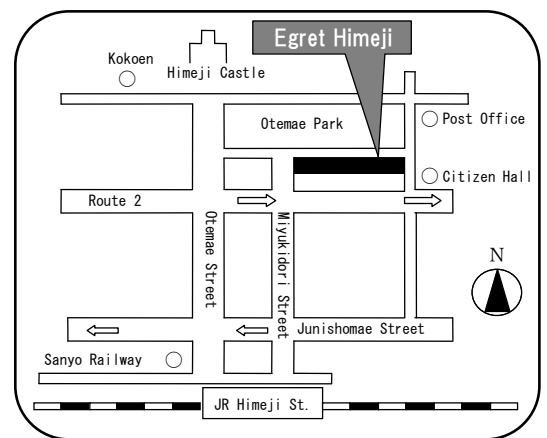 Egret Himeji
Kokoen
Himeji Castle
Otemae Park
Post Office
Citizen Hall
Route 2
Otemae Street
Miyukidori Street
N
Junishomae Street
Sanyo Railway
JR Himeji St.